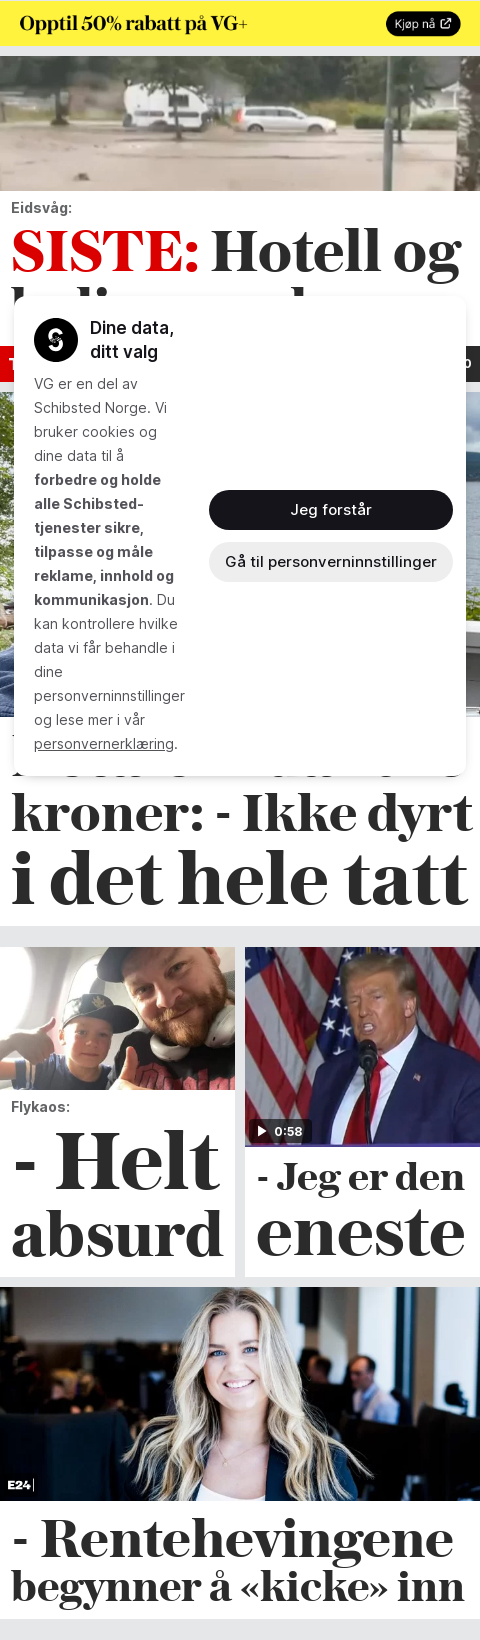 Opptil 50% rabatt på VG+
Kjøp nå
Eidsvåg:
SISTE: Hotell og
Dine data,
ditt valg
VG er en del av
Schibsted Norge. Vi
bruker cookies og
dine data til å
forbedre og holde
alle Schibsted-
tjenester sikre,
tilpasse og måle
reklame, innhold og
kommunikasjon. Du
kan kontrollere hvilke
data vi får behandle i
dine
personverninnstillinger
og lese mer i vår
personvernerklæring.
Jeg forstår
Gå til personverninnstillinger
kroner: - Ikke dyrt
i det hele tatt
Flykaos:
- Helt
absurd
0:58
- Jeg er den
eneste
E24
- Rentehevingene
begynner å «kicke» inn